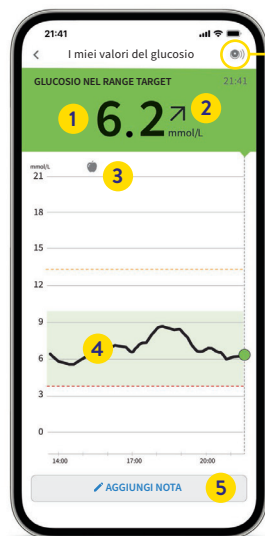 21:41
I miei valori del glucosio
GLUCOSIO NEL RANGE TARGET 21:41
1 6.2 2
mmol/L
mmol/L
21
3
18
15
12
9
4
6
3
0
14:00 17:00 20:00
AGGIUNGI NOTA 5